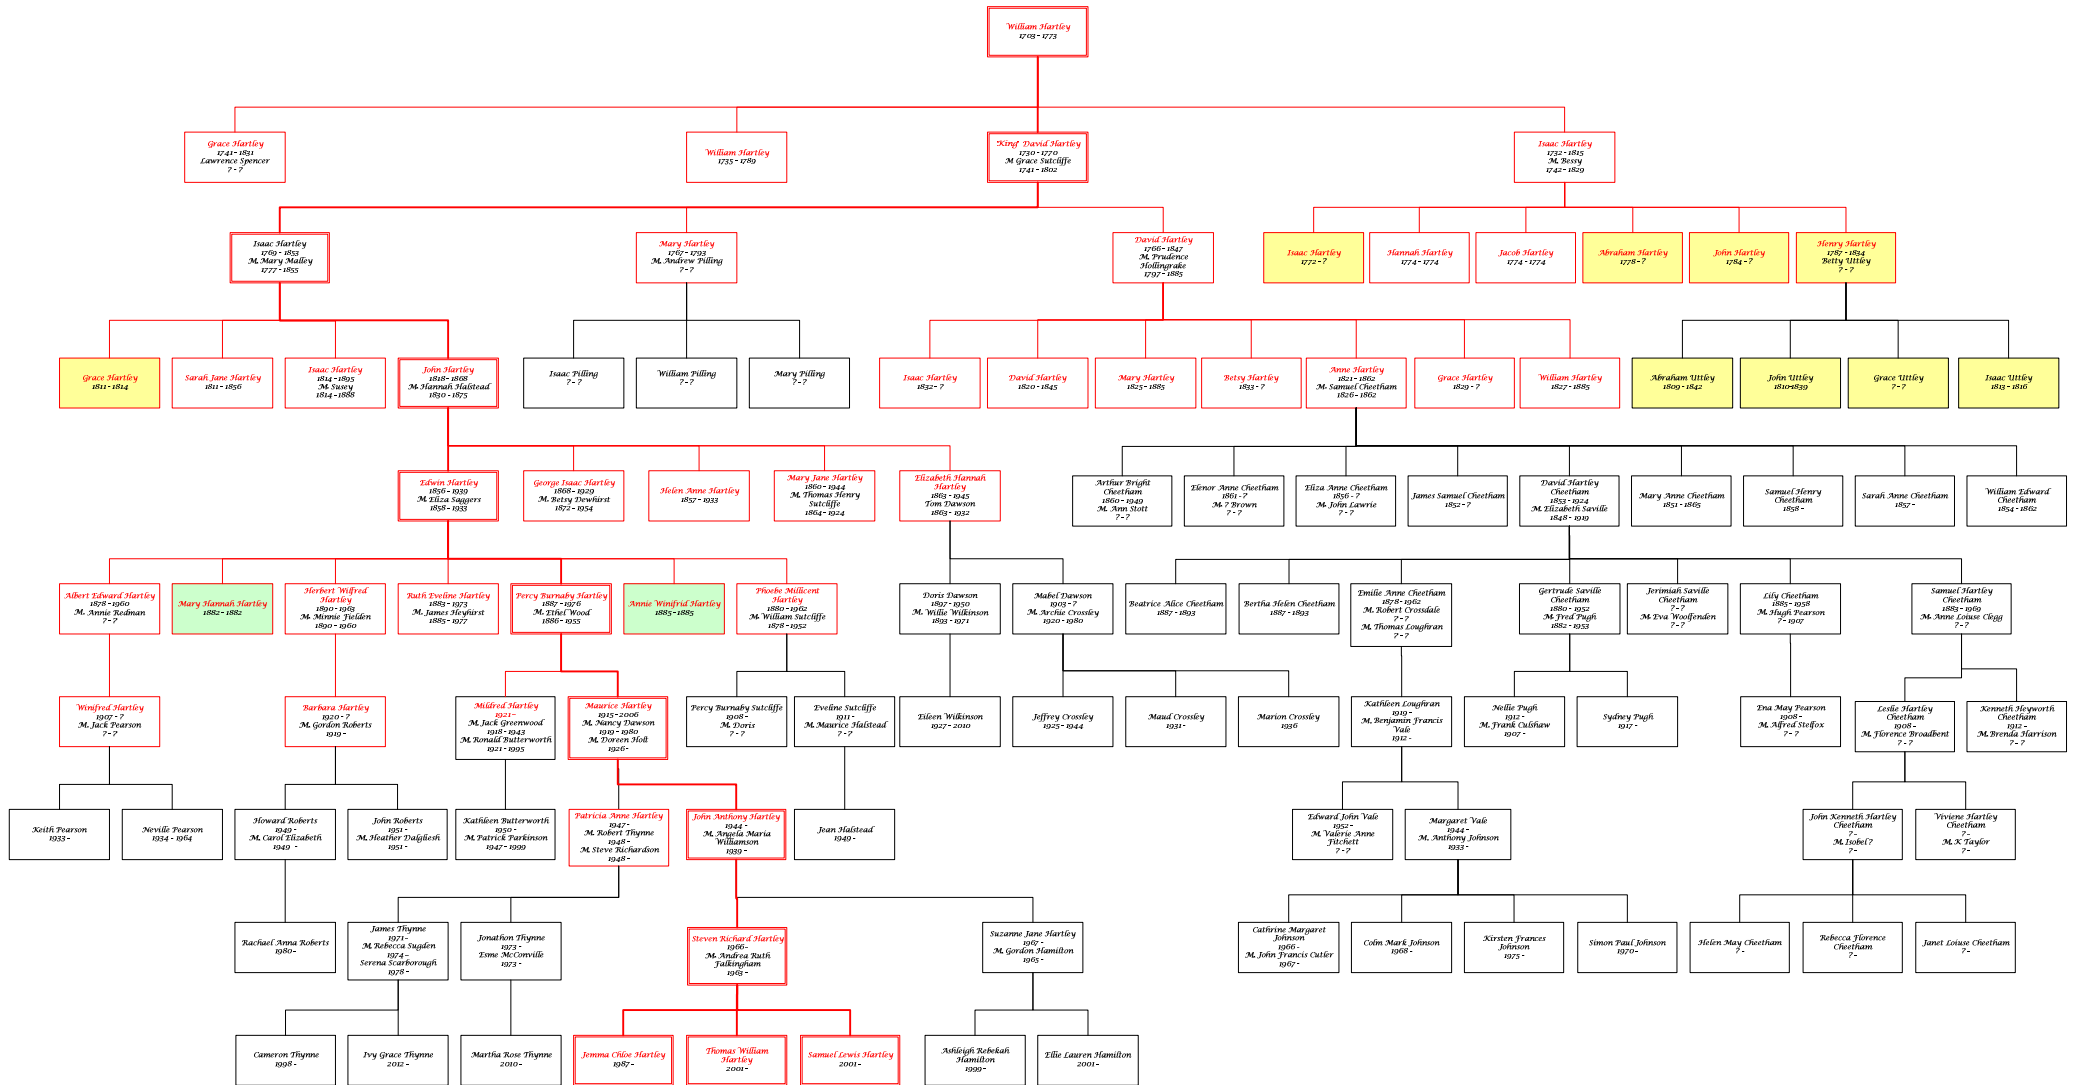 William Hartley
1703 - 1773
Grace Hartley
1741 - 1831
Lawrence Spencer
? - ?
William Hartley
1735 - 1789
"King" David Hartley
1730 - 1770
M Grace Sutcliffe
1741 - 1802
Isaac Hartley
1732 - 1815
M. Bessy
1742 - 1829
Isaac Hartley
1769 - 1853
M. Mary Malley
1777 - 1855
Mary Hartley
1767 - 1793
M. Andrew Pilling
? - ?
David Hartley
1766 - 1847
M. Prudence
Hollingrake
1797 - 1885
Isaac Hartley
1772 - ?
Hannah Hartley
1774 - 1774
Jacob Hartley
1774 - 1774
Abraham Hartley
1778 - ?
John Hartley
1784 - ?
Henry Hartley
1787 - 1834
Betty Uttley
? - ?
Grace Hartley
1811 - 1814
Sarah Jane Hartley
1811 - 1856
Isaac Hartley
1814 - 1895
M. Susey
1814 - 1888
John Hartley
1818 - 1868
M. Hannah Halstead
1830 - 1875
Isaac Pilling
? - ?
William Pilling
? - ?
Mary Pilling
? - ?
Isaac Hartley
1832 - ?
David Hartley
1820 - 1845
Mary Hartley
1825 - 1885
Betsy Hartley
1833 - ?
Anne Hartley
1821 - 1862
M. Samuel Cheetham
1826 - 1862
Grace Hartley
1829 - ?
William Hartley
1827 - 1885
Abraham Uttley
1809 - 1842
John Uttley
1810-1839
Grace Uttley
? - ?
Isaac Uttley
1813 - 1816
Edwin Hartley
1856 - 1939
M. Eliza Saggers
1858 - 1933
George Isaac Hartley
1868 - 1929
M. Betsy Dewhirst
1872 - 1954
Helen Anne Hartley
1857 - 1933
Mary Jane Hartley
1860 - 1944
M. Thomas Henry
Sutcliffe
1864 - 1924
Elizabeth Hannah
Hartley
1863 - 1945
Tom Dawson
1863 - 1932
Arthur Bright
Cheetham
1860 - 1949
M. Ann Stott
? - ?
Elenor Anne Cheetham
1861 - ?
M. ? Brown
? - ?
Eliza Anne Cheetham
1856 - ?
M. John Lawrie
? - ?
James Samuel Cheetham
1852 - ?
David Hartley
Cheetham
1853 - 1924
M. Elizabeth Saville
1848 - 1919
Mary Anne Cheetham
1851 - 1865
Samuel Henry
Cheetham
1858 -
Sarah Anne Cheetham
1857 -
William Edward
Cheetham
1854 - 1862
Albert Edward Hartley
1878 - 1960
M. Annie Redman
? - ?
Mary Hannah Hartley
1882 - 1882
Herbert Wilfred
Hartley
1890 - 1963
M. Minnie Fielden
1890 - 1960
Ruth Eveline Hartley
1883 - 1973
M. James Heyhirst
1885 - 1977
Percy Burnaby Hartley
1887 - 1976
M. Ethel Wood
1886 - 1955
Annie Winifrid Hartley
1885 - 1885
Phoebe Millicent
Hartley
1880 - 1962
M. William Sutcliffe
1878 - 1952
Doris Dawson
1897 - 1950
M. Willie Wilkinson
1893 - 1971
Mabel Dawson
1903 - ?
M. Archie Crossley
1920 - 1980
Beatrice Alice Cheetham
1887 - 1893
Bertha Helen Cheetham
1887 - 1893
Emilie Anne Cheetham
1878 - 1962
M. Robert Crossdale
? - ?
M. Thomas Loughran
? - ?
Gertrude Saville
Cheetham
1880 - 1952
M Fred Pugh
1882 - 1953
Jerimiah Saville
Cheetham
? - ?
M. Eva Woolfenden
? - ?
Lily Cheetham
1885 - 1958
M. Hugh Pearson
? - 1907
Samuel Hartley
Cheetham
1883 - 1969
M. Anne Loiuse Clegg
? - ?
Winifred Hartley
1907 - ?
M. Jack Pearson
? - ?
Barbara Hartley
1920 - ?
M. Gordon Roberts
1919 -
Mildred Hartley
1921 -
M. Jack Greenwood
1918 - 1943
M. Ronald Butterworth
1921 - 1995
Maurice Hartley
1915 - 2006
M. Nancy Dawson
1919 - 1980
M. Doreen Holt
1926 -
Percy Burnaby Sutcliffe
1908 -
M. Doris
? - ?
Eveline Sutcliffe
1911 -
M. Maurice Halstead
? - ?
Eileen Wilkinson
1927 - 2010
Jeffrey Crossley
1925 - 1944
Maud Crossley
1931 -
Marion Crossley
1936
Kathleen Loughran
1919 -
M. Benjamin Francis
Vale
1912 -
Nellie Pugh
1912 -
M. Frank Culshaw
1907 -
Sydney Pugh
1917 -
Ena May Pearson
1908 -
M. Alfred Stelfox
? - ?
Leslie Hartley
Cheetham
1908 -
M. Florence Broadbent
? - ?
Kenneth Heyworth
Cheetham
1912 -
M. Brenda Harrison
? - ?
Keith Pearson
1933 -
Neville Pearson
1934 - 1964
Howard Roberts
1949 -
M. Carol Elizabeth
1949 -
John Roberts
1951 -
M. Heather Dalgliesh
1951 -
Kathleen Butterworth
1950 -
M. Patrick Parkinson
1947 - 1999
Patricia Anne Hartley
1947 -
M. Robert Thynne
1948 -
M. Steve Richardson
1948 -
John Anthony Hartley
1944 -
M. Angela Maria
Williamson
1939 -
Jean Halstead
1949 -
Edward John Vale
1952 -
M. Valerie Anne
Fitchett
? - ?
Margaret Vale
1944 -
M. Anthony Johnson
1933 -
John Kenneth Hartley
Cheetham
? -
M. Isobel ?
? -
Viviene Hartley
Cheetham
? -
M. K Taylor
? -
Rachael Anna Roberts
1980 -
James Thynne
1971 -
M. Rebecca Sugden
1974 -
Serena Scarborough
1978 -
Jonathon Thynne
1973 -
Esme McConville
1973 -
Steven Richard Hartley
1966 -
M. Andrea Ruth
Falkingham
1963 -
Suzanne Jane Hartley
1967 -
M. Gordon Hamilton
1965 -
Cathrine Margaret
Johnson
1966 -
M. John Francis Cutler
1967 -
Colm Mark Johnson
1968 -
Kirsten Frances
Johnson
1975 -
Simon Paul Johnson
1970 -
Helen May Cheetham
? -
Rebecca Florence
Cheetham
? -
Janet Loiuse Cheetham
? -
Cameron Thynne
1998 -
Ivy Grace Thynne
2012 -
Martha Rose Thynne
2010 -
Jemma Chloe Hartley
1987 -
Thomas William
Hartley
2001 -
Samuel Lewis Hartley
2001 -
Ashleigh Rebekah
Hamilton
1999 -
Ellie Lauren Hamilton
2001 -